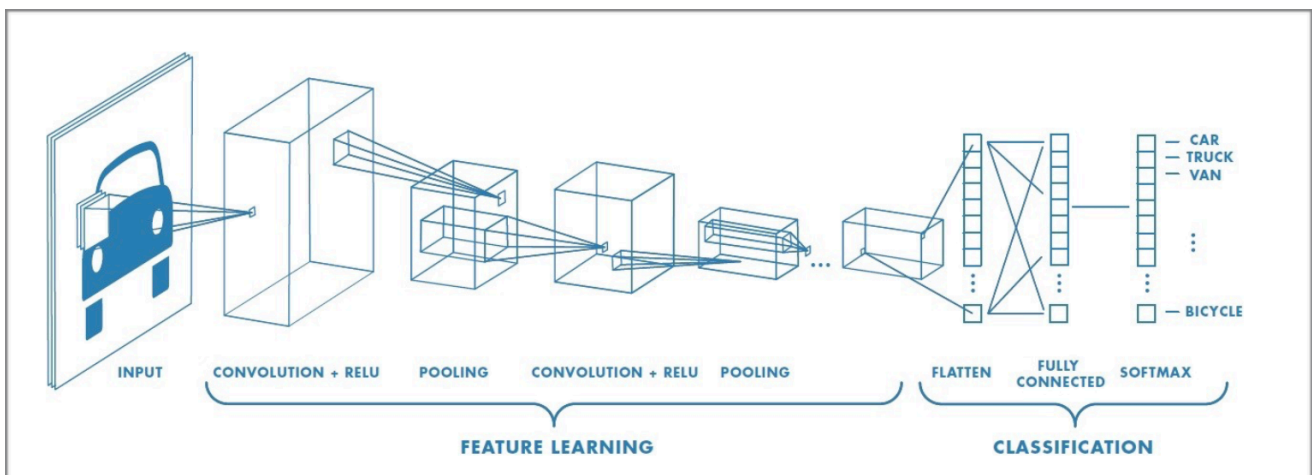 CAR
TRUCK
VAN
BICYCLE
INPUT
CONVOLUTION + RELU
POOLING
CONVOLUTION + RELU
POOLING
FLATTEN
FULLY
CONNECTED
SOFTMAX
FEATURE LEARNING
CLASSIFICATION